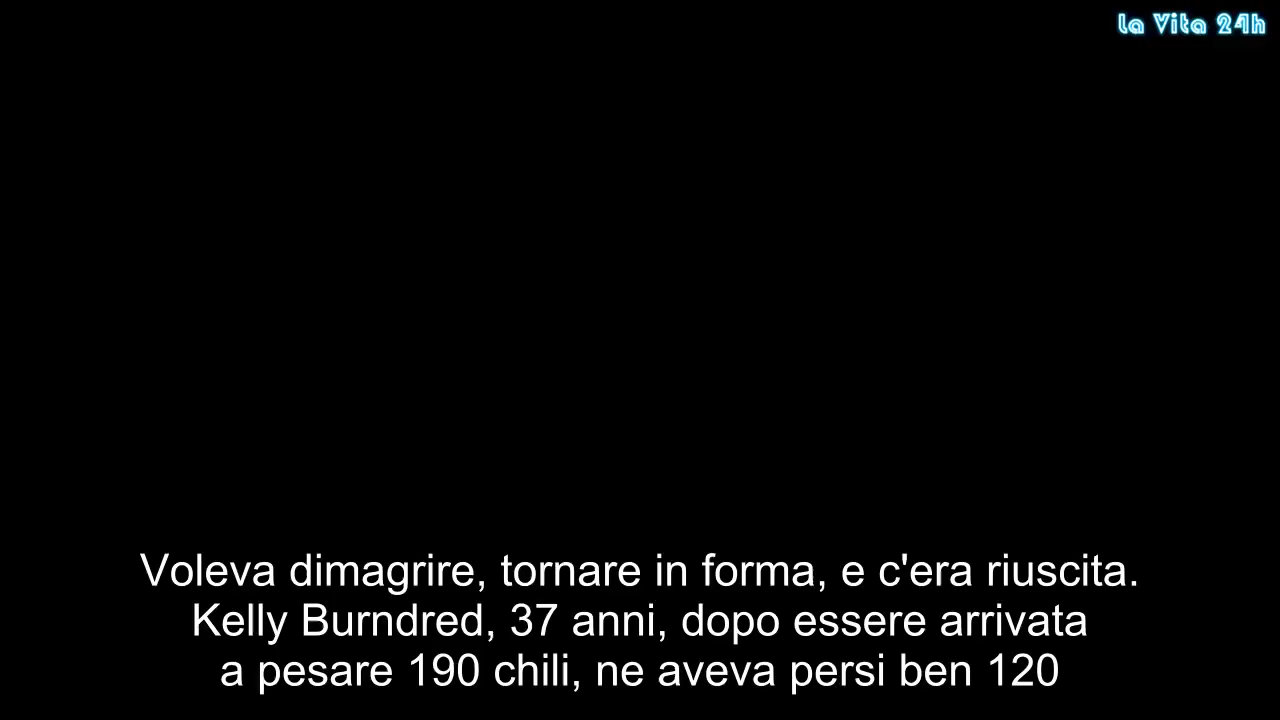 La Vita 24h
Voleva dimagrire, tornare in forma, e c'era riuscita.
Kelly Burndred, 37 anni, dopo essere arrivata
a pesare 190 chili, ne aveva persi ben 120